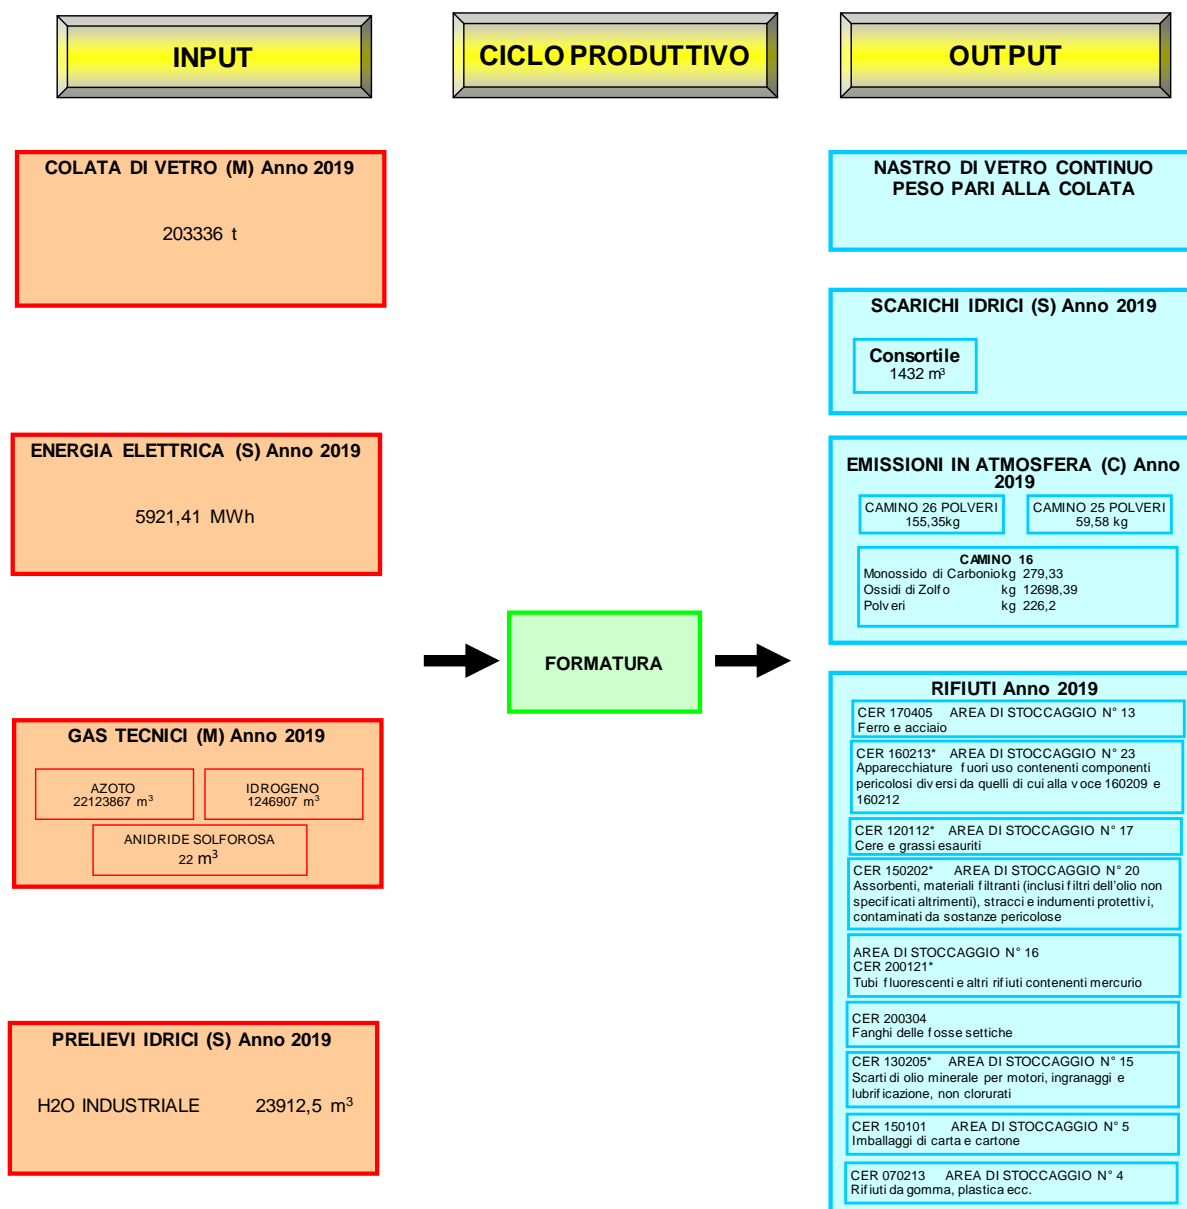 INPUT
CICLO PRODUTTIVO
OUTPUT
COLATA DI VETRO (M) Anno 2019
203336 t
ENERGIA ELETTRICA (S) Anno 2019
5921,41 MWh
GAS TECNICI (M) Anno 2019
AZOTO
22123867 m³
IDROGENO
1246907 m³
ANIDRIDE SOLFOROSA
22 m³
PRELIEVI IDRICI (S) Anno 2019
H2O INDUSTRIALE 23912,5 m³
FORMATURA
NASTRO DI VETRO CONTINUO
PESO PARI ALLA COLATA
SCARICHI IDRICI (S) Anno 2019
Consortile
1432 m³
EMISSIONI IN ATMOSFERA (C) Anno
2019
CAMINO 26 POLVERI
155,35kg
CAMINO 25 POLVERI
59,58 kg
CAMINO 16
Monossido di Carbonio kg 279,33
Ossidi di Zolfo kg 12698,39
Polveri kg 226,2
RIFIUTI Anno 2019
CER 170405 AREA DI STOCCAGGIO N° 13
Ferro e acciaio
CER 160213* AREA DI STOCCAGGIO N° 23
Apparecchiature fuori uso contenenti componenti
pericolosi diversi da quelli di cui alla voce 160209 e
160212
CER 120112* AREA DI STOCCAGGIO N° 17
Cere e grassi esauriti
CER 150202* AREA DI STOCCAGGIO N° 20
Assorbenti, materiali filtranti (inclusi filtri dell'olio non
specificati altrimenti), stracci e indumenti protettivi,
contaminati da sostanze pericolose
AREA DI STOCCAGGIO N° 16
CER 200121*
Tubi fluorescenti e altri rifiuti contenenti mercurio
CER 200304
Fanghi delle fosse settiche
CER 130205* AREA DI STOCCAGGIO N° 15
Scarti di olio minerale per motori, ingranaggi e
lubrificazione, non clorurati
CER 150101 AREA DI STOCCAGGIO N° 5
Imballaggi di carta e cartone
CER 070213 AREA DI STOCCAGGIO N° 4
Rifiuti da gomma, plastica ecc.